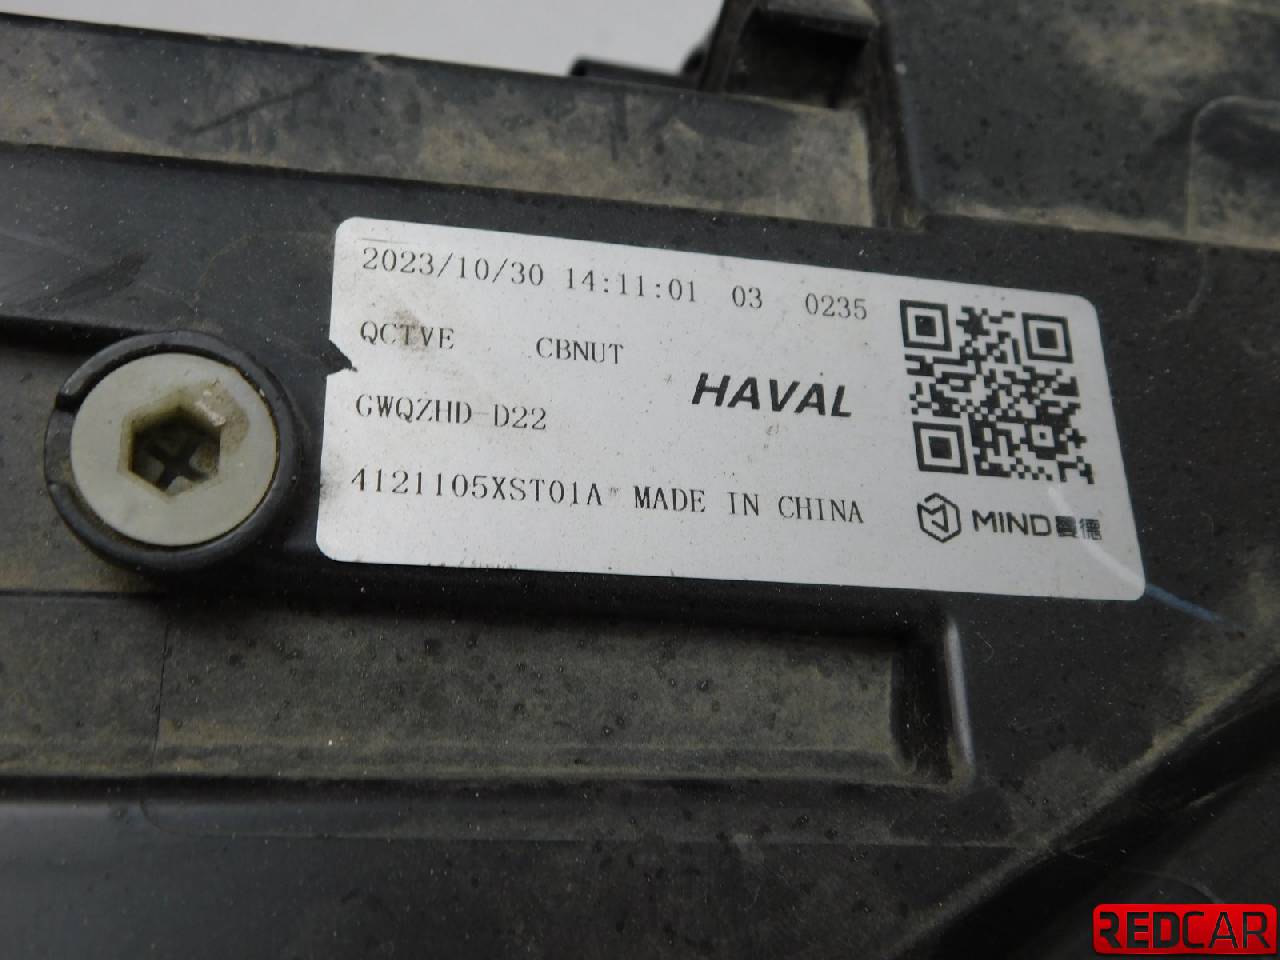 2023/10/30 14:11:01 03 0235
QCTVE CBNUT
HAVAL
GWQZHD-D22
4121105XST01A MADE IN CHINA
MIND曼德
REDCAR